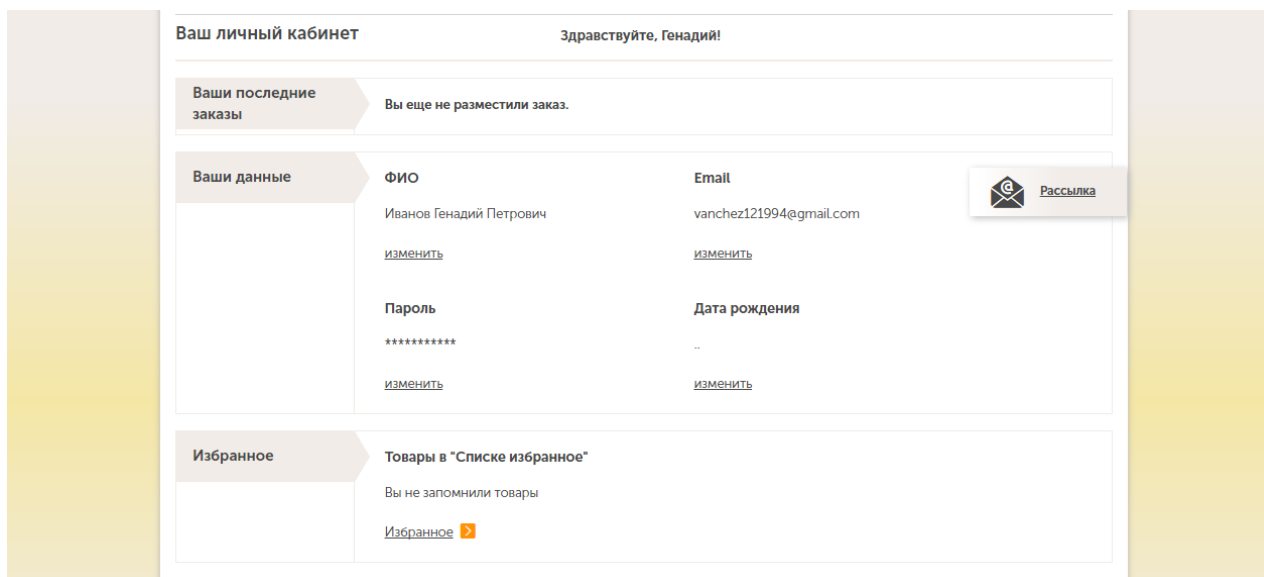 Ваш личный кабинет
Здравствуйте, Генадий!
Ваши последние
заказы
Вы еще не разместили заказ.
Ваши данные
ФИО
Email
Рассылка
Иванов Генадий Петрович
vanchez121994@gmail.com
изменить
изменить
Пароль
Дата рождения
***********
..
изменить
изменить
Избранное
Товары в "Списке избранное"
Вы не запомнили товары
Избранное